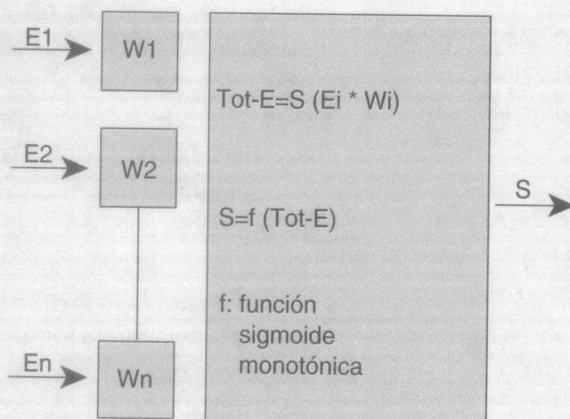 E1
W1
Tot-E=S (Ei * Wi)
E2
W2
S
S=f (Tot-E)
f: función
sigmoide
monotónica
En
Wn